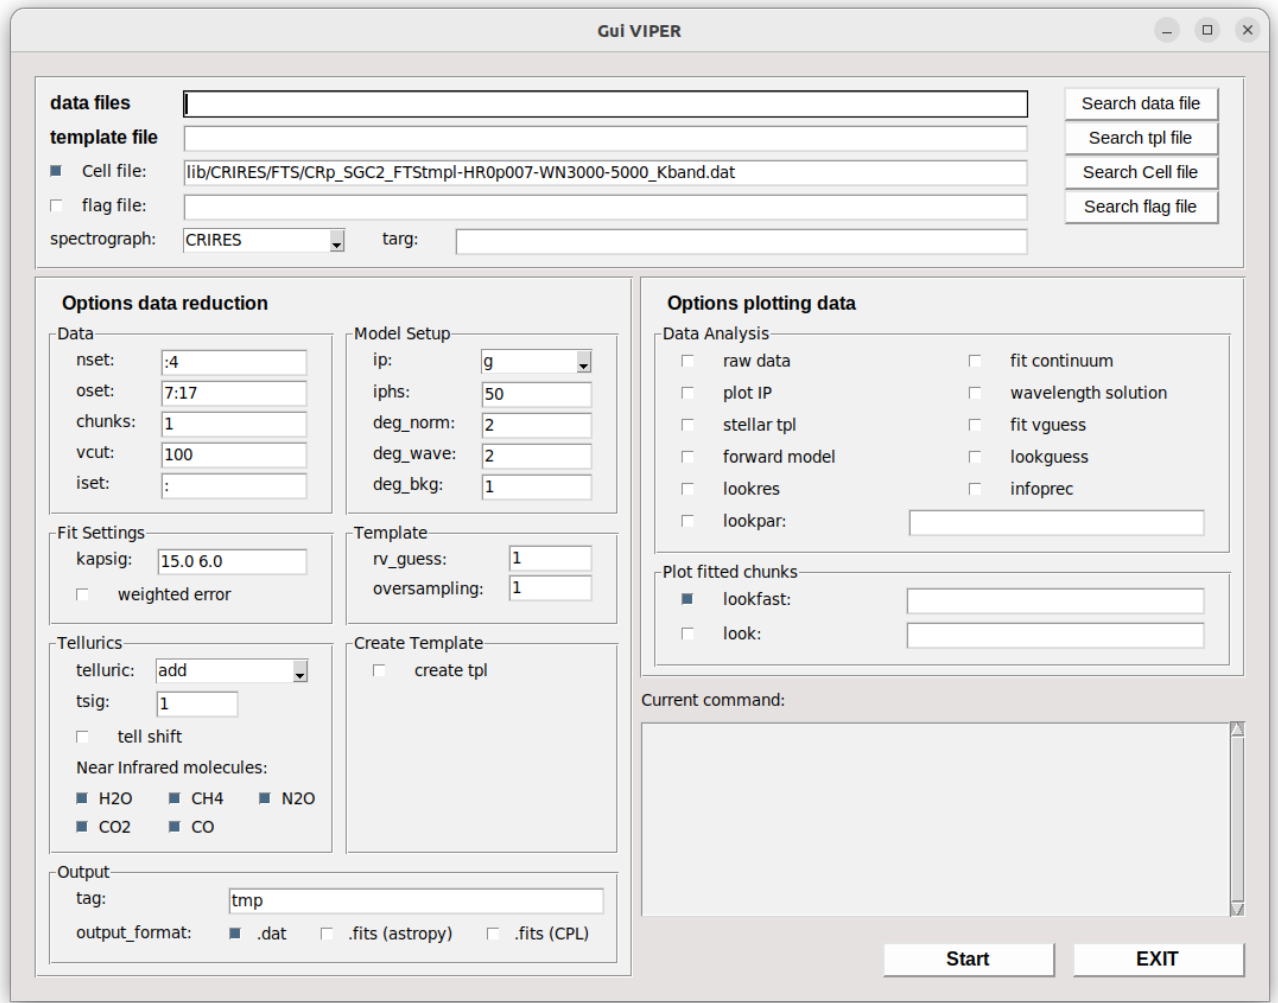 Gui VIPER
data files
Search data file
template file
Search tpl file
Cell file:
lib/CRIRES/FTS/CRp_SGC2_FTStmpl-HR0p007-WN3000-5000_Kband.dat
Search Cell file
flag file:
Search flag file
spectrograph:
CRIRES
targ:
Options data reduction
Data
nset:
:4
oset:
7:17
chunks:
1
vcut:
100
iset:
:
Model Setup
ip:
g
iphs:
50
deg_norm:
2
deg_wave:
2
deg_bkg:
1
Fit Settings
kapsig:
15.0 6.0
weighted error
Template
rv_guess:
1
oversampling:
1
Tellurics
telluric:
add
tsig:
1
tell shift
Near Infrared molecules:
H2O
CH4
N2O
CO2
CO
Create Template
create tpl
Output
tag:
tmp
output_format:
.dat
.fits (astropy)
.fits (CPL)
Options plotting data
Data Analysis
raw data
fit continuum
plot IP
wavelength solution
stellar tpl
fit vguess
forward model
lookguess
lookres
infoprec
lookpar:
Plot fitted chunks
lookfast:
look:
Current command:
Start
EXIT